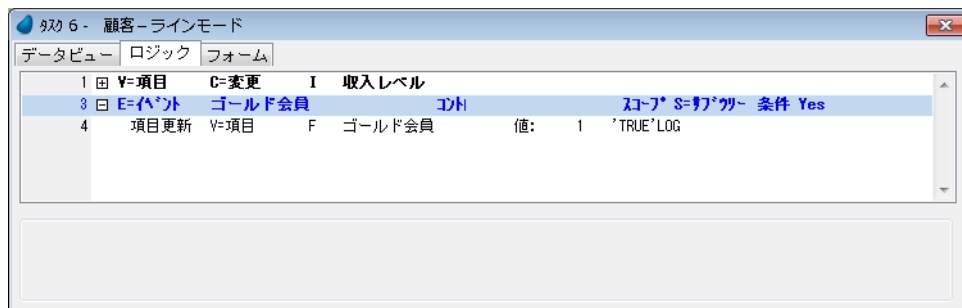 ﾀｽｸ 6 - 顧客－ラインモード
データビュー ロジック フォーム
1 V=項目 C=変更 I 収入レベル
3 E=ｲﾍﾞﾝﾄ ゴールド会員 ｺﾝﾄﾛ ｽｺｰﾌﾟ S=ｻﾌﾞﾂﾘｰ 条件 Yes
4 項目更新 V=項目 F ゴールド会員 値: 1 'TRUE'LOG